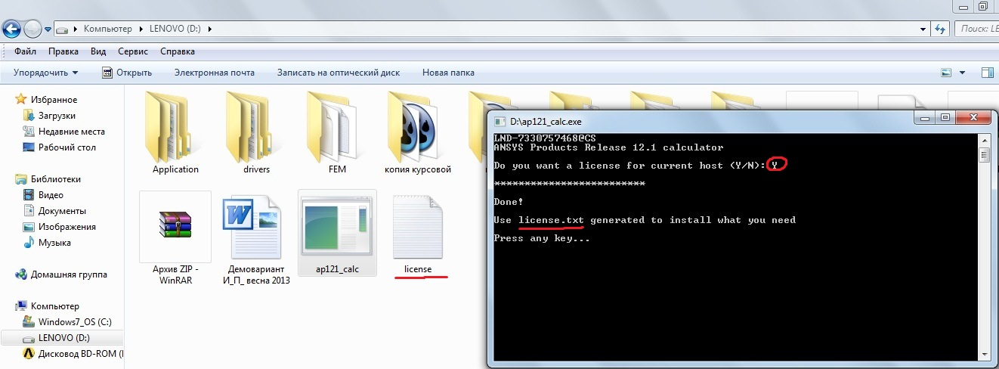 Компьютер
LENOVO (D:)
Поиск: LE
Файл Правка Вид Сервис Справка
Упорядочить Открыть Электронная почта Записать на оптический диск Новая папка
Избранное
Загрузки
Недавние места
Рабочий стол
Библиотеки
Видео
Документы
Изображения
Музыка
Домашняя группа
Компьютер
Windows7_OS (C:)
LENOVO (D:)
Дисковод BD-ROM (
Application
drivers
FEM
копия курсовой
Архив ZIP -
WinRAR
Демовариант
И_П_ весна 2013
ap121_calc
license
D:\ap121_calc.exe
LND-7330757468@CS
ANSYS Products Release 12.1 calculator
Do you want a license for current host (Y/N): Y
*************************
Done!
Use license.txt generated to install what you need
Press any key...